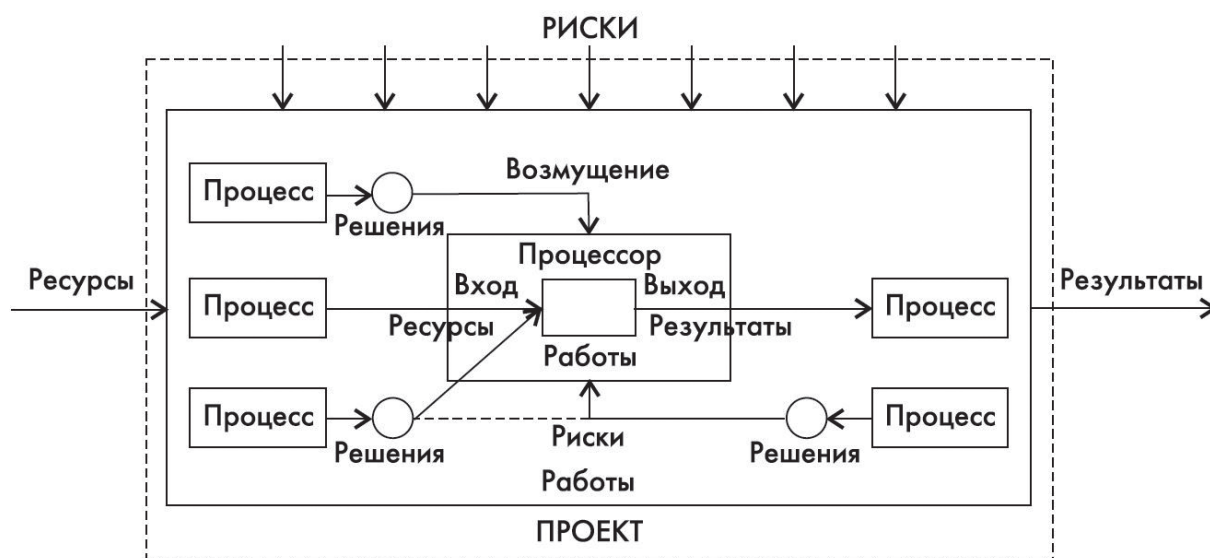 РИСКИ
Возмущение
Процесс
Решения
Процессор
Ресурсы
Процесс
Вход
Выход
Процесс
Результаты
Ресурсы
Результаты
Работы
Процесс
Процесс
Решения
Риски
Решения
Работы
ПРОЕКТ